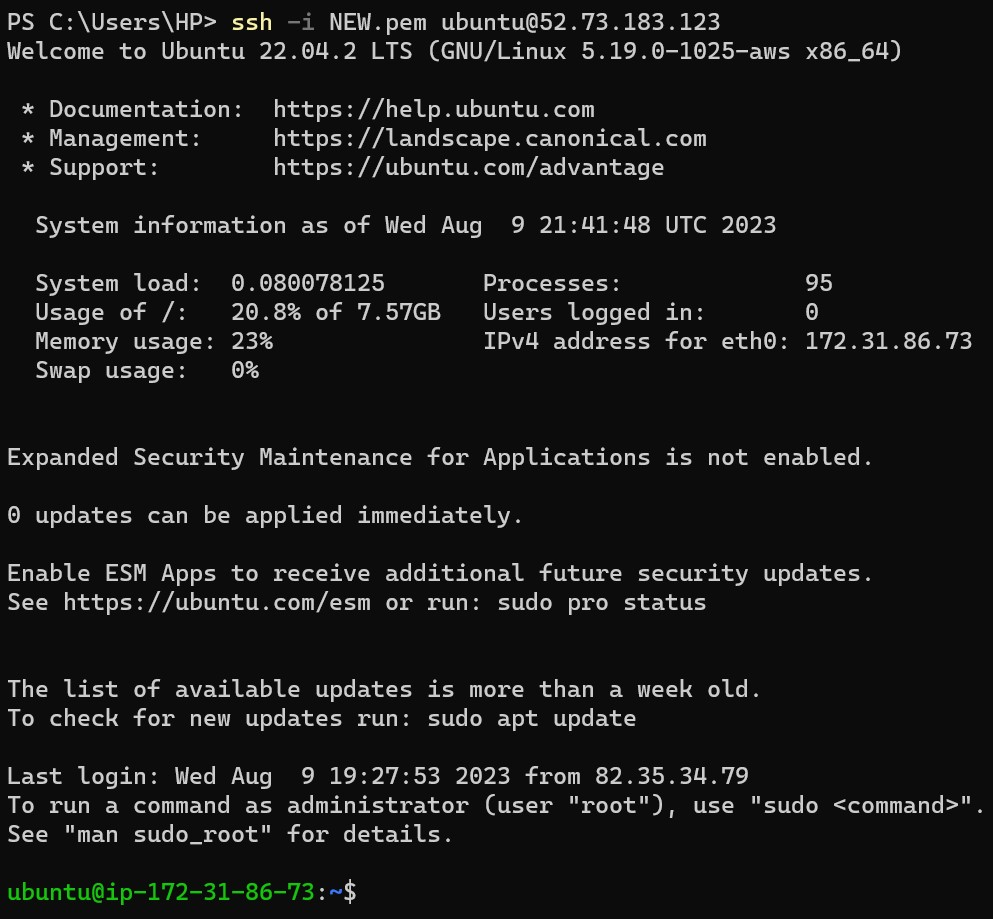 PS C:\Users\HP> ssh -i NEW.pem ubuntu@52.73.183.123
Welcome to Ubuntu 22.04.2 LTS (GNU/Linux 5.19.0-1025-aws x86_64)

 * Documentation:  https://help.ubuntu.com
 * Management:     https://landscape.canonical.com
 * Support:        https://ubuntu.com/advantage

  System information as of Wed Aug  9 21:41:48 UTC 2023

  System load:  0.080078125       Processes:             95
  Usage of /:   20.8% of 7.57GB   Users logged in:       0
  Memory usage: 23%               IPv4 address for eth0: 172.31.86.73
  Swap usage:   0%


Expanded Security Maintenance for Applications is not enabled.

0 updates can be applied immediately.

Enable ESM Apps to receive additional future security updates.
See https://ubuntu.com/esm or run: sudo pro status


The list of available updates is more than a week old.
To check for new updates run: sudo apt update

Last login: Wed Aug  9 19:27:53 2023 from 82.35.34.79
To run a command as administrator (user "root"), use "sudo <command>".
See "man sudo_root" for details.

ubuntu@ip-172-31-86-73:~$